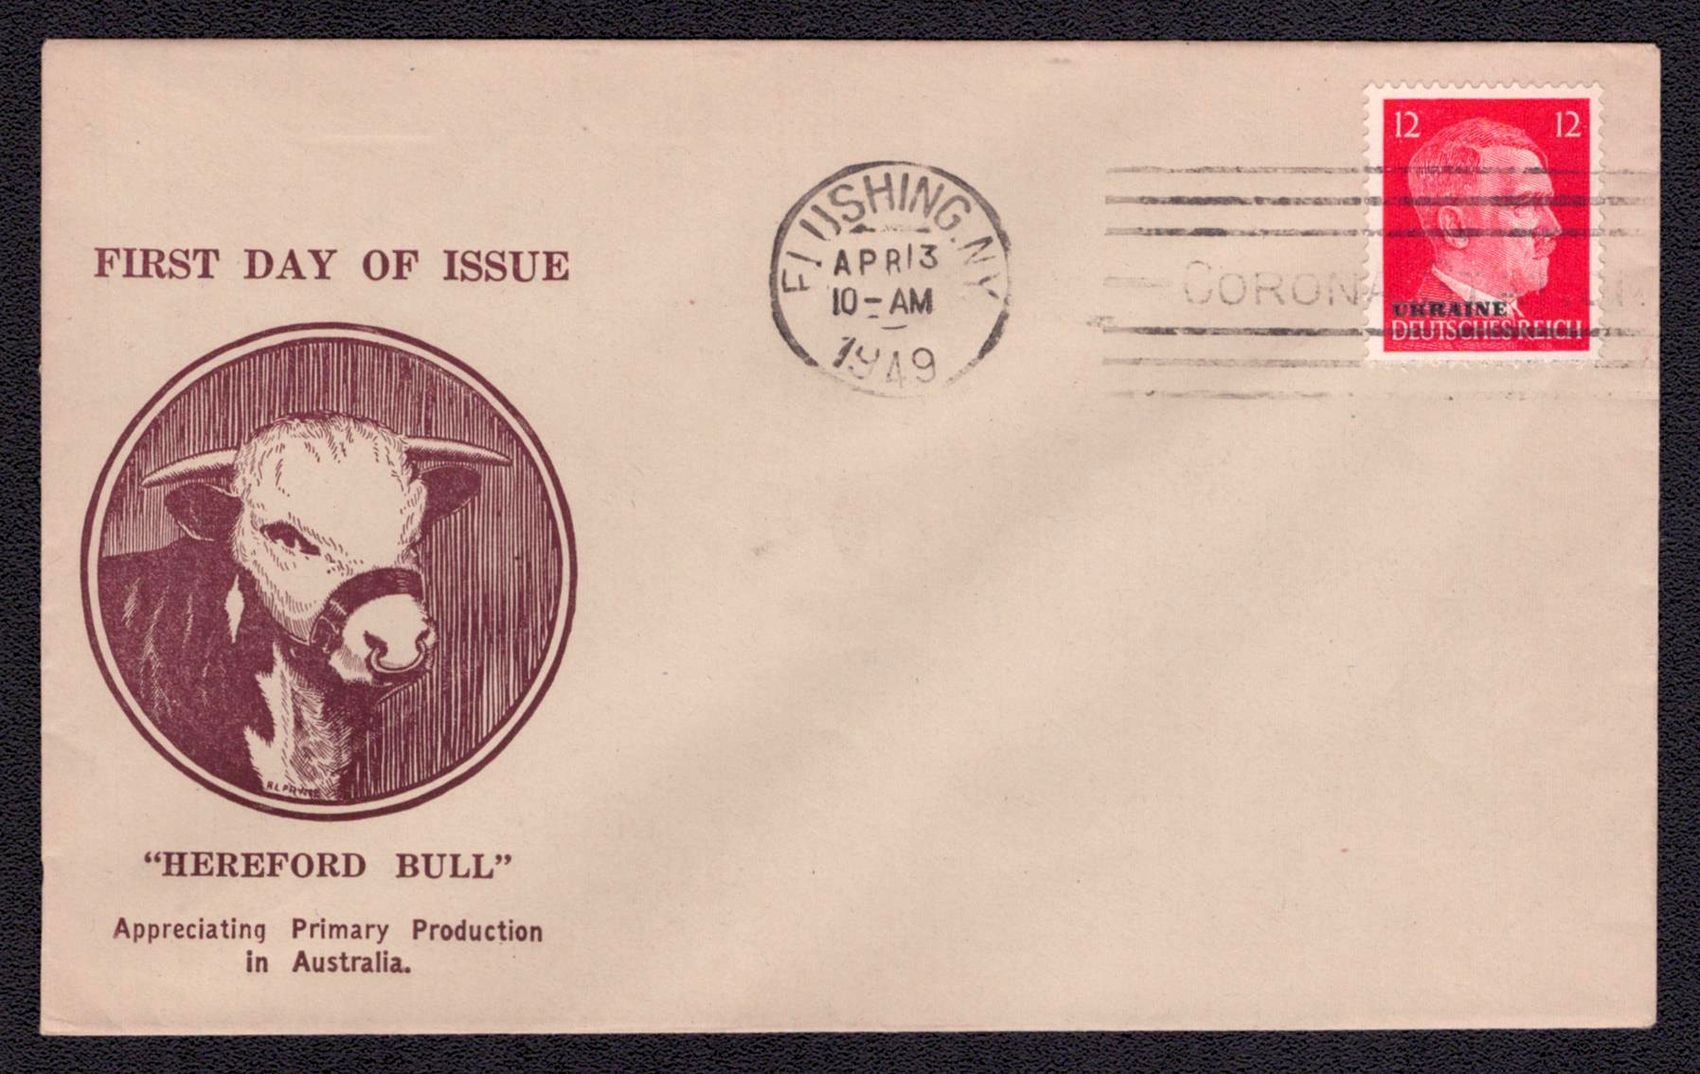 FIRST DAY OF ISSUE
"HEREFORD BULL"
Appreciating Primary Production
in Australia.
FLUSHING.N.Y.
APR 13
10-AM
1949
12 12
UKRAINE
DEUTSCHES REICH